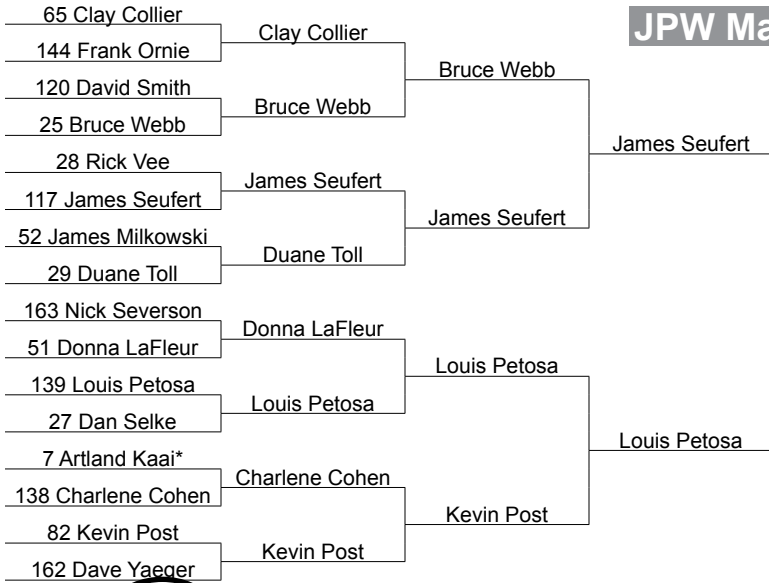 65 Clay Collier
144 Frank Ornie
120 David Smith
25 Bruce Webb
28 Rick Vee
117 James Seufert
52 James Milkowski
29 Duane Toll
163 Nick Severson
51 Donna LaFleur
139 Louis Petosa
27 Dan Selke
7 Artland Kaai*
138 Charlene Cohen
82 Kevin Post
162 Dave Yaeger
Clay Collier
Bruce Webb
James Seufert
Duane Toll
Donna LaFleur
Louis Petosa
Charlene Cohen
Kevin Post
Bruce Webb
James Seufert
Louis Petosa
Kevin Post
James Seufert
Louis Petosa
JPW Ma